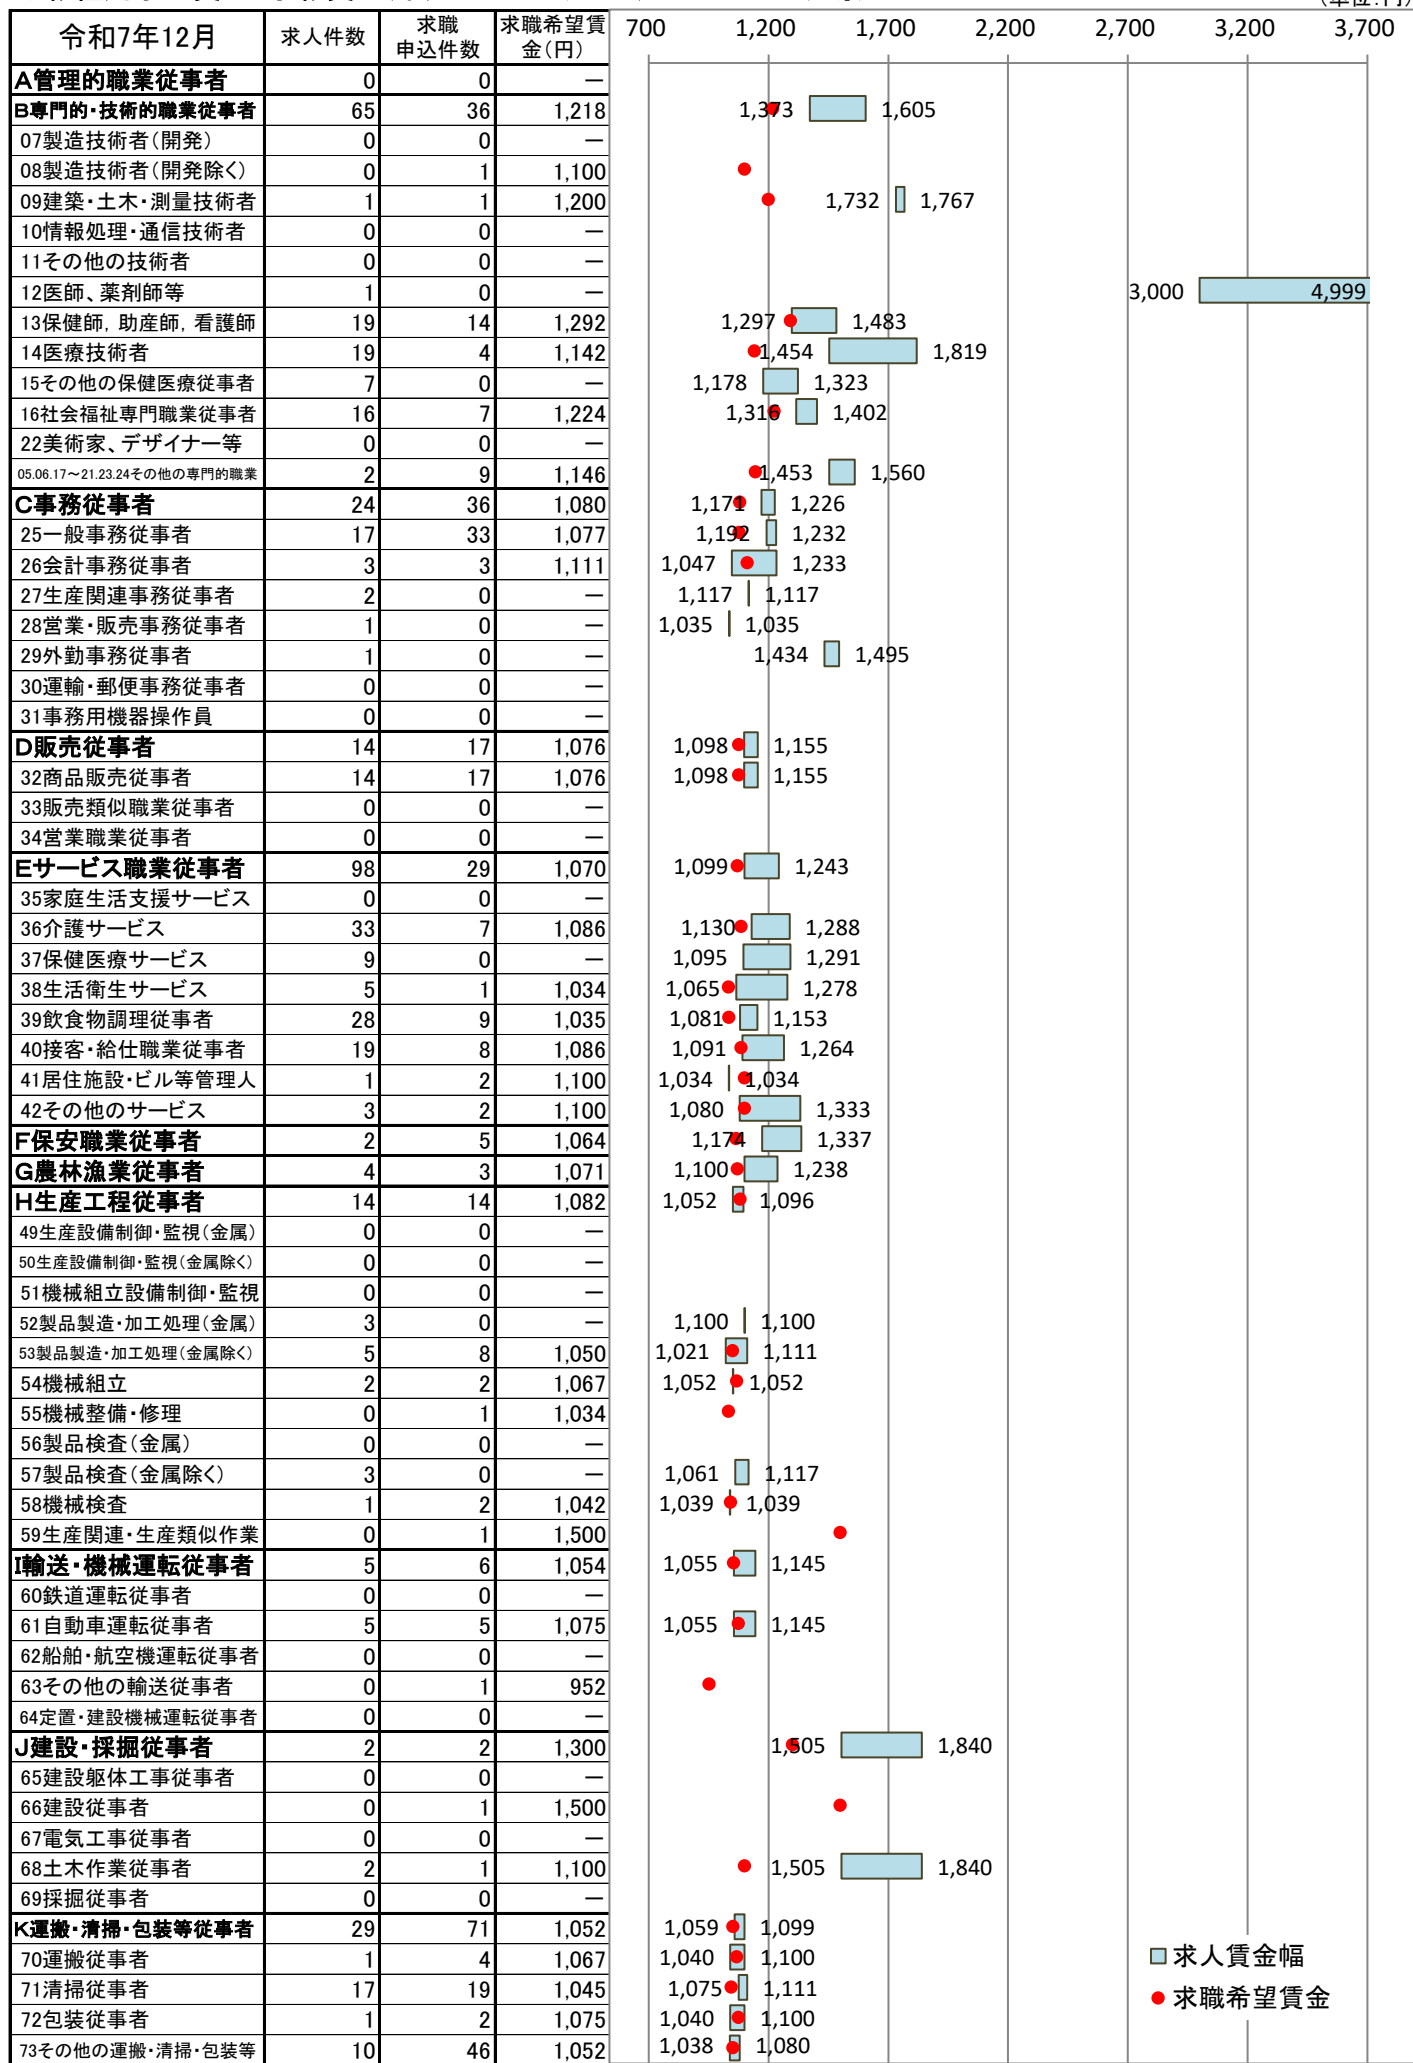 (単位:円)
令和7年12月 求人件数 求職申込件数 求職希望賃金(円) 700 1,200 1,700 2,200 2,700 3,200 3,700
A管理的職業従事者 0 0 ―
B専門的・技術的職業従事者 65 36 1,218 1,373 1,605
07製造技術者(開発) 0 0 ―
08製造技術者(開発除く) 0 1 1,100
09建築・土木・測量技術者 1 1 1,200 1,732 1,767
10情報処理・通信技術者 0 0 ―
11その他の技術者 0 0 ―
12医師、薬剤師等 1 0 ― 3,000 4,999
13保健師, 助産師, 看護師 19 14 1,292 1,297 1,483
14医療技術者 19 4 1,142 1,454 1,819
15その他の保健医療従事者 7 0 ― 1,178 1,323
16社会福祉専門職業従事者 16 7 1,224 1,316 1,402
22美術家、デザイナー等 0 0 ―
05.06.17～21.23.24その他の専門的職業 2 9 1,146 1,453 1,560
C事務従事者 24 36 1,080 1,171 1,226
25一般事務従事者 17 33 1,077 1,192 1,232
26会計事務従事者 3 3 1,111 1,047 1,233
27生産関連事務従事者 2 0 ― 1,117 1,117
28営業・販売事務従事者 1 0 ― 1,035 1,035
29外勤事務従事者 1 0 ― 1,434 1,495
30運輸・郵便事務従事者 0 0 ―
31事務用機器操作員 0 0 ―
D販売従事者 14 17 1,076 1,098 1,155
32商品販売従事者 14 17 1,076 1,098 1,155
33販売類似職業従事者 0 0 ―
34営業職業従事者 0 0 ―
Eサービス職業従事者 98 29 1,070 1,099 1,243
35家庭生活支援サービス 0 0 ―
36介護サービス 33 7 1,086 1,130 1,288
37保健医療サービス 9 0 ― 1,095 1,291
38生活衛生サービス 5 1 1,034 1,065 1,278
39飲食物調理従事者 28 9 1,035 1,081 1,153
40接客・給仕職業従事者 19 8 1,086 1,091 1,264
41居住施設・ビル等管理人 1 2 1,100 1,034 1,034
42その他のサービス 3 2 1,100 1,080 1,333
F保安職業従事者 2 5 1,064 1,174 1,337
G農林漁業従事者 4 3 1,071 1,100 1,238
H生産工程従事者 14 14 1,082 1,052 1,096
49生産設備制御・監視(金属) 0 0 ―
50生産設備制御・監視(金属除く) 0 0 ―
51機械組立設備制御・監視 0 0 ―
52製品製造・加工処理(金属) 3 0 ― 1,100 1,100
53製品製造・加工処理(金属除く) 5 8 1,050 1,021 1,111
54機械組立 2 2 1,067 1,052 1,052
55機械整備・修理 0 1 1,034
56製品検査(金属) 0 0 ―
57製品検査(金属除く) 3 0 ― 1,061 1,117
58機械検査 1 2 1,042 1,039 1,039
59生産関連・生産類似作業 0 1 1,500
I輸送・機械運転従事者 5 6 1,054 1,055 1,145
60鉄道運転従事者 0 0 ―
61自動車運転従事者 5 5 1,075 1,055 1,145
62船舶・航空機運転従事者 0 0 ―
63その他の輸送従事者 0 1 952
64定置・建設機械運転従事者 0 0 ―
J建設・採掘従事者 2 2 1,300 1,505 1,840
65建設躯体工事従事者 0 0 ―
66建設従事者 0 1 1,500
67電気工事従事者 0 0 ―
68土木作業従事者 2 1 1,100 1,505 1,840
69採掘従事者 0 0 ―
K運搬・清掃・包装等従事者 29 71 1,052 1,059 1,099
70運搬従事者 1 4 1,067 1,040 1,100
71清掃従事者 17 19 1,045 1,075 1,111
72包装従事者 1 2 1,075 1,040 1,100
73その他の運搬・清掃・包装等 10 46 1,052 1,038 1,080
求人賃金幅
求職希望賃金